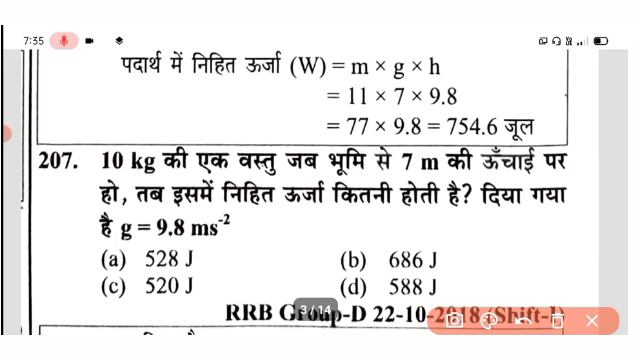 7:35
पदार्थ में निहित ऊर्जा (W) = m × g × h
= 11 × 7 × 9.8
= 77 × 9.8 = 754.6 जूल
207. 10 kg की एक वस्तु जब भूमि से 7 m की ऊँचाई पर
हो, तब इसमें निहित ऊर्जा कितनी होती है? दिया गया
है g = 9.8 ms⁻²
(a) 528 J (b) 686 J
(c) 520 J (d) 588 J
3 / 14
RRB Group-D 22-10-2018 (Shift-I)